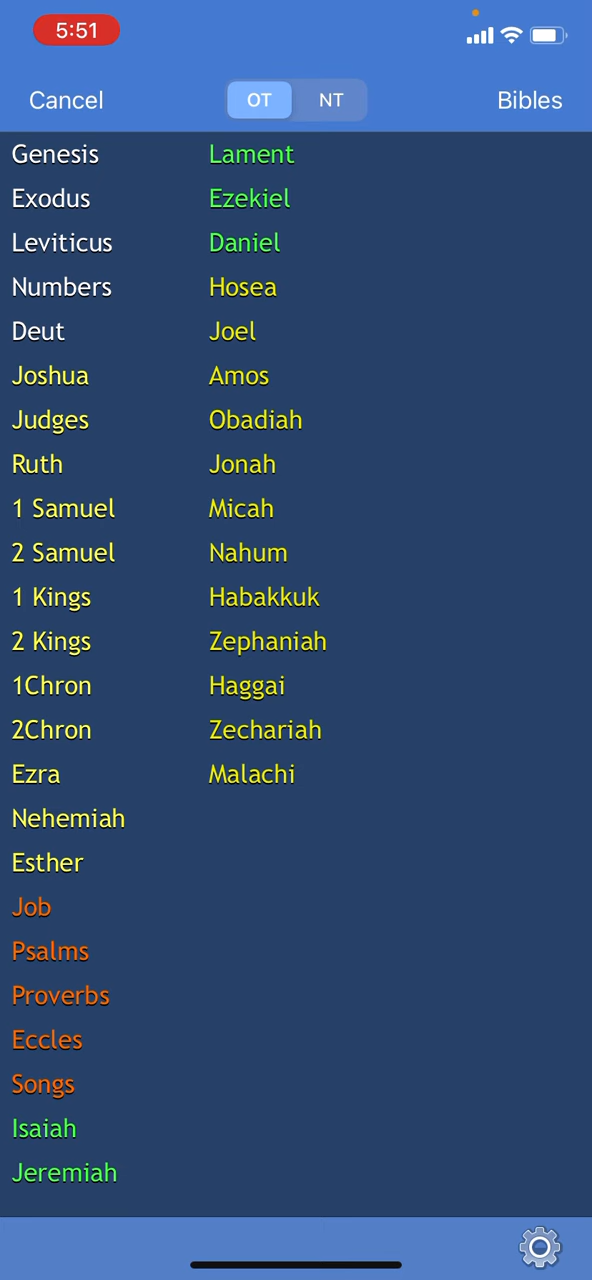 5:51
Cancel OT NT Bibles
Genesis
Exodus
Leviticus
Numbers
Deut
Joshua
Judges
Ruth
1 Samuel
2 Samuel
1 Kings
2 Kings
1Chron
2Chron
Ezra
Nehemiah
Esther
Job
Psalms
Proverbs
Eccles
Songs
Isaiah
Jeremiah
Lament
Ezekiel
Daniel
Hosea
Joel
Amos
Obadiah
Jonah
Micah
Nahum
Habakkuk
Zephaniah
Haggai
Zechariah
Malachi